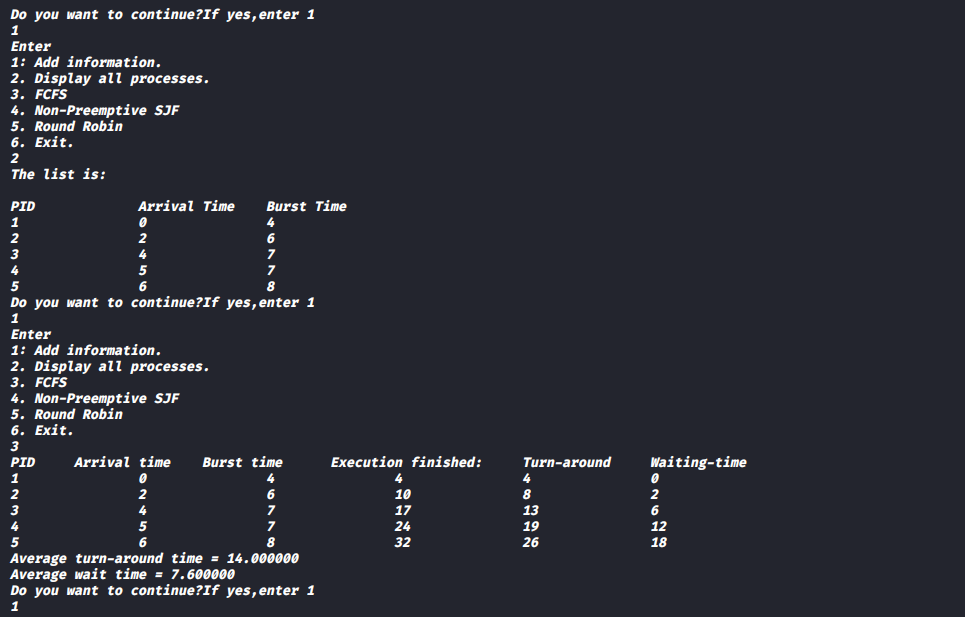 Do you want to continue?If yes,enter 1
1
Enter
1: Add information.
2. Display all processes.
3. FCFS
4. Non-Preemptive SJF
5. Round Robin
6. Exit.
2
The list is:
PID Arrival Time Burst Time
1 0 4
2 2 6
3 4 7
4 5 7
5 6 8
Do you want to continue?If yes,enter 1
1
Enter
1: Add information.
2. Display all processes.
3. FCFS
4. Non-Preemptive SJF
5. Round Robin
6. Exit.
3
PID Arrival time Burst time Execution finished: Turn-around Waiting-time
1 0 4 4 4 0
2 2 6 10 8 2
3 4 7 17 13 6
4 5 7 24 19 12
5 6 8 32 26 18
Average turn-around time = 14.000000
Average wait time = 7.600000
Do you want to continue?If yes,enter 1
1